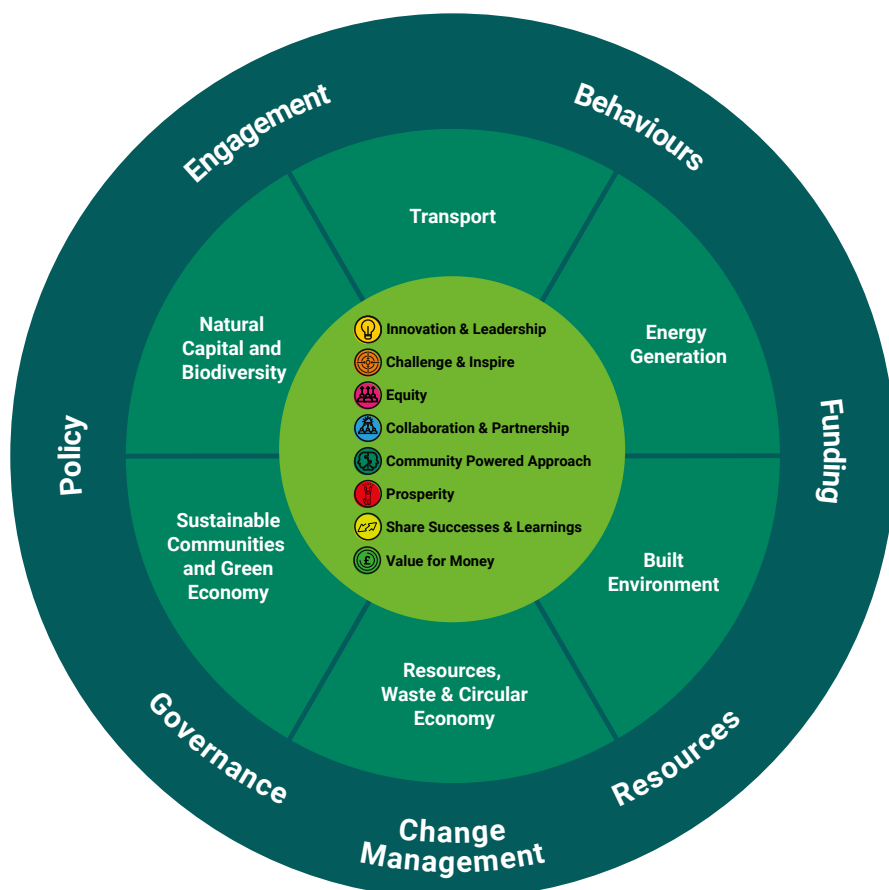 Engagement
Behaviours
Transport
Natural
Capital and
Biodiversity
Energy
Generation
Innovation & Leadership
Challenge & Inspire
Equity
Collaboration & Partnership
Community Powered Approach
Prosperity
Share Successes & Learnings
£ Value for Money
Policy
Funding
Sustainable
Communities
and Green
Economy
Built
Environment
Resources,
Waste & Circular
Economy
Governance
Resources
Change
Management